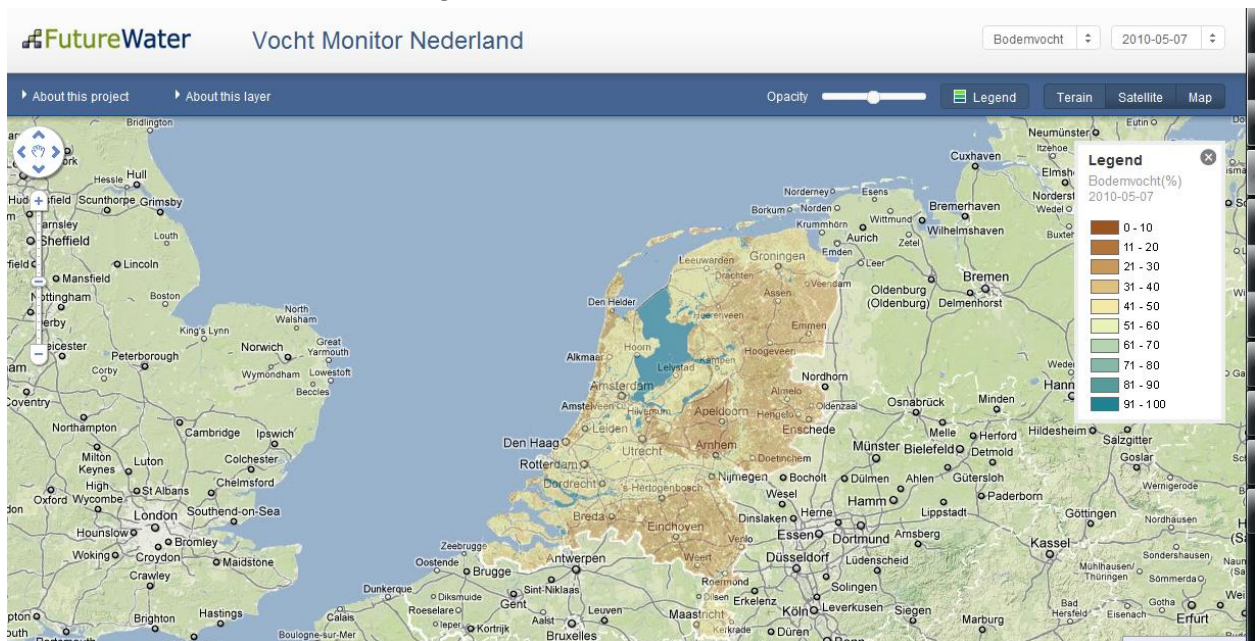 FutureWater
Vocht Monitor Nederland
Bodemvocht
2010-05-07
About this project
About this layer
Opacity
Legend
Terain
Satellite
Map
Legend
Bodemvocht(%)
2010-05-07
0 - 10
11 - 20
21 - 30
31 - 40
41 - 50
51 - 60
61 - 70
71 - 80
81 - 90
91 - 100
Bridlington
Hessle
Hull
Scunthorpe
Grimsby
Sheffield
Louth
Lincoln
Mansfield
Boston
North
Walsham
King's Lynn
Norwich
Great
Yarmouth
Peterborough
Corby
Wymondham
Lowestoft
Beccles
Northampton
Cambridge
Ipswich
Milton
Keynes
Luton
Colchester
High
Wycombe
Oxford
St Albans
Chelmsford
London
Southend-on-Sea
Hounslow
Bromley
Woking
Croydon
Maidstone
Crawley
Brighton
Hastings
Calais
Boulogne-sur-Mer
Dunkerque
Diksmuide
Roeselare
Ieper
Kortrijk
Zeebrugge
Oostende
Brugge
Gent
Sint-Niklaas
Antwerpen
Aalst
Leuven
Bruxelles
Maastricht
Kerkrade
Düren
Dilsen
Erkelenz
Roermond
Weert
Venlo
Eindhoven
Breda
's-Hertogenbosch
Dordrecht
Rotterdam
Den Haag
Leiden
Utrecht
Amstelveen
Hilversum
Amsterdam
Alkmaar
Hoorn
Den Helder
Lelystad
Kampen
Apeldoorn
Arnhem
Nijmegen
Doetinchem
Hengelo
Enschede
Oldenzaal
Almelo
Nordhorn
Hoogeveen
Emmen
Heerenveen
Assen
Drachten
Leeuwarden
Groningen
Veendam
Borkum
Norderney
Norden
Esens
Krummhörn
Wittmund
Aurich
Emden
Zetel
Leer
Wilhelmshaven
Bremerhaven
Cuxhaven
Neumünster
Itzehoe
Eutin
Oldenburg
(Oldenburg)
Delmenhorst
Bremen
Osnabrück
Minden
Melle
Herford
Hildesheim
Salzgitter
Goslar
Münster
Bielefeld
Detmold
Bocholt
Dülmen
Ahlen
Gütersloh
Wesel
Hamm
Paderborn
Wernigerode
Dinslaken
Herne
Lippstadt
Göttingen
Nordhausen
Essen
Dortmund
Arnsberg
Kassel
Sondershausen
Düsseldorf
Lüdenscheid
Mühlhausen/
Thüringen
Sömmerda
Solingen
Köln
Leverkusen
Siegen
Marburg
Bad
Hersfeld
Eisenach
Gotha
Erfurt